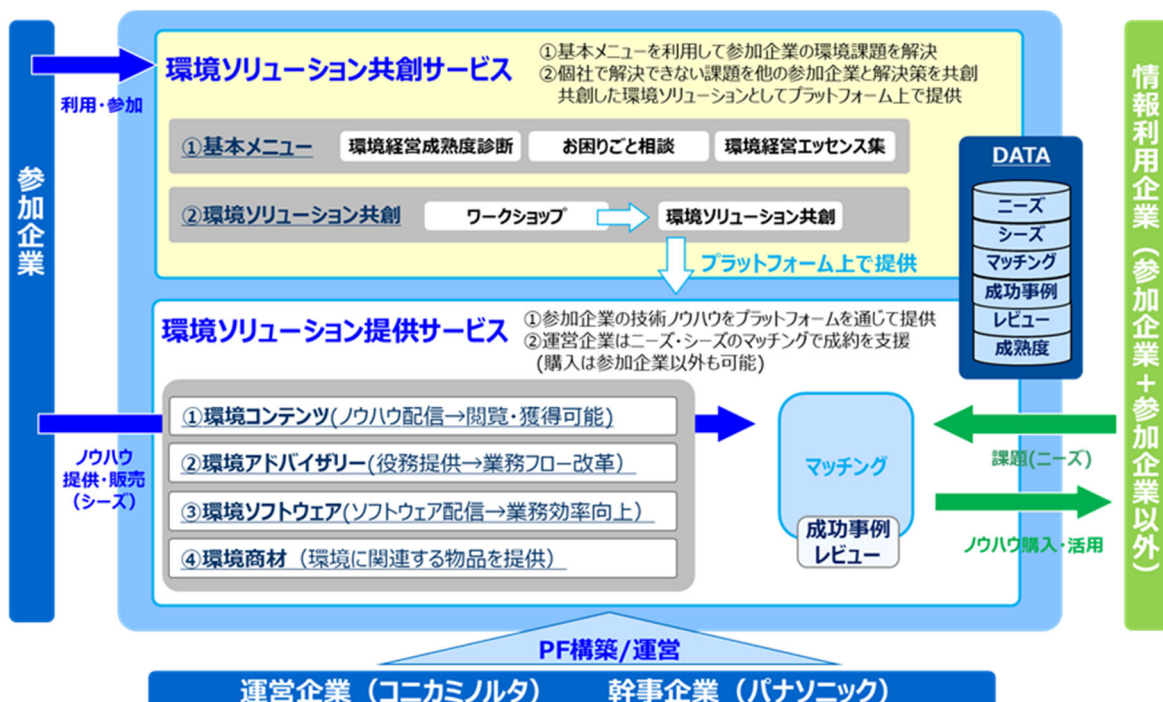 参加企業
利用・参加
環境ソリューション共創サービス
①基本メニューを利用して参加企業の環境課題を解決
②個社で解決できない課題を他の参加企業と解決策を共創
共創した環境ソリューションとしてプラットフォーム上で提供
①基本メニュー
環境経営成熟度診断
お困りごと相談
環境経営エッセンス集
②環境ソリューション共創
ワークショップ
環境ソリューション共創
プラットフォーム上で提供
DATA
ニーズ
シーズ
マッチング
成功事例
レビュー
成熟度
環境ソリューション提供サービス
①参加企業の技術ノウハウをプラットフォームを通じて提供
②運営企業はニーズ・シーズのマッチングで成約を支援
(購入は参加企業以外も可能)
ノウハウ
提供・販売
(シーズ)
①環境コンテンツ(ノウハウ配信→閲覧・獲得可能)
②環境アドバイザリー(役務提供→業務フロー改革)
③環境ソフトウェア(ソフトウェア配信→業務効率向上)
④環境商材(環境に関連する物品を提供)
マッチング
成功事例
レビュー
課題(ニーズ)
ノウハウ購入・活用
情報利用企業(参加企業+参加企業以外)
PF構築/運営
運営企業(コニカミノルタ)
幹事企業(パナソニック)